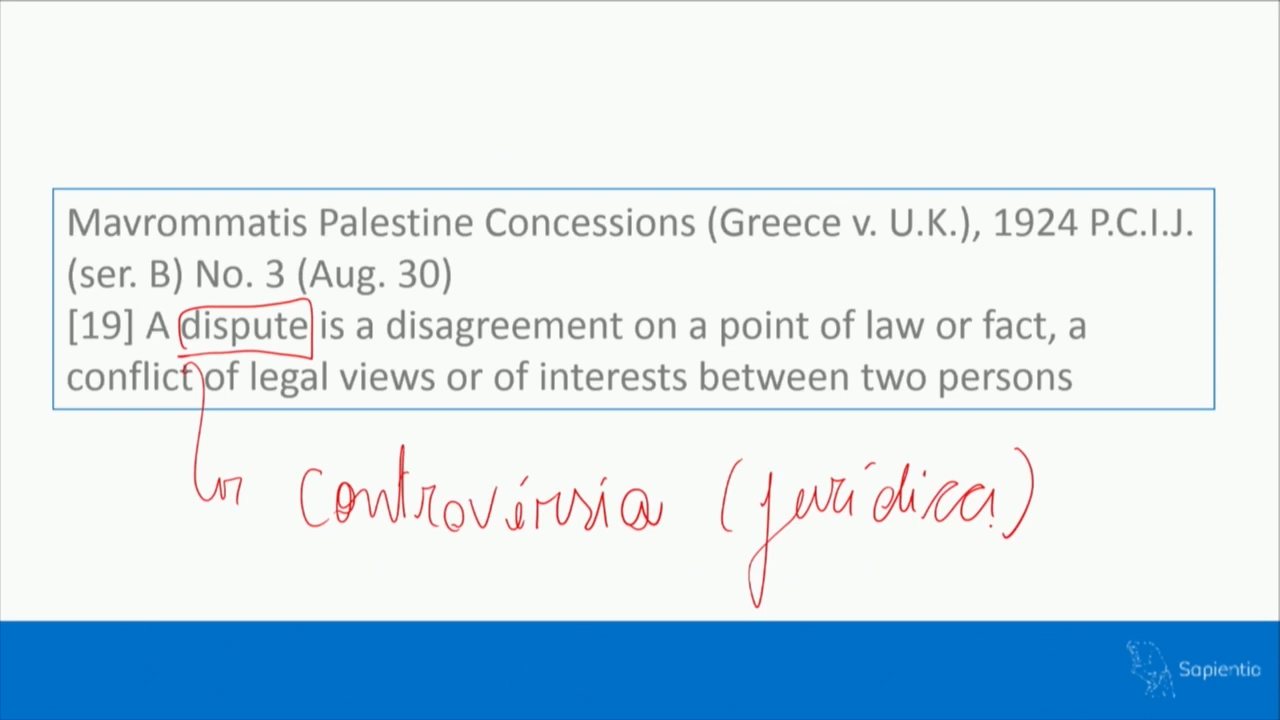 Mavrommatis Palestine Concessions (Greece v. U.K.), 1924 P.C.I.J.
(ser. B) No. 3 (Aug. 30)
[19] A dispute is a disagreement on a point of law or fact, a
conflict of legal views or of interests between two persons
controvérsia (jurídica)
Sapientia